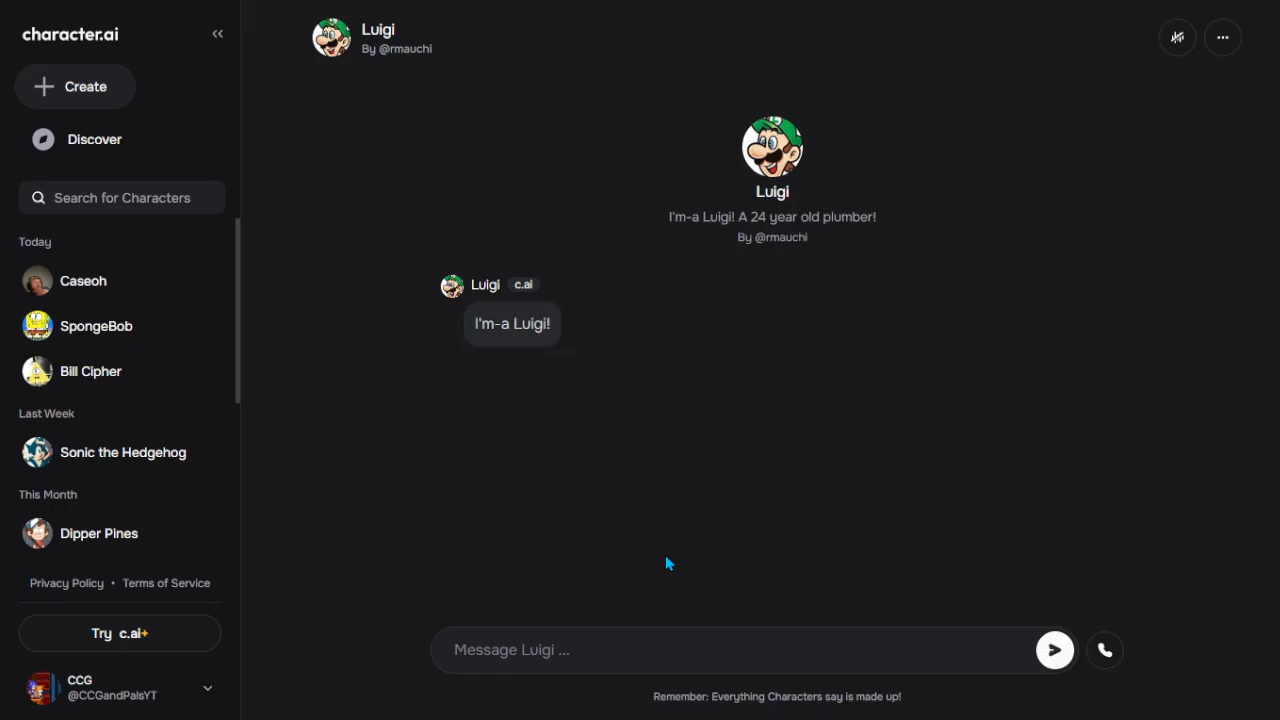 character.ai
Create
Discover
Search for Characters
Today
Caseoh
SpongeBob
Bill Cipher
Last Week
Sonic the Hedgehog
This Month
Dipper Pines
Privacy Policy • Terms of Service
Try c.ai+
CCG
@CCGandPalsYT
Luigi
By @rmauchi
Luigi
I'm-a Luigi! A 24 year old plumber!
By @rmauchi
Luigi c.ai
I'm-a Luigi!
Message Luigi ...
Remember: Everything Characters say is made up!